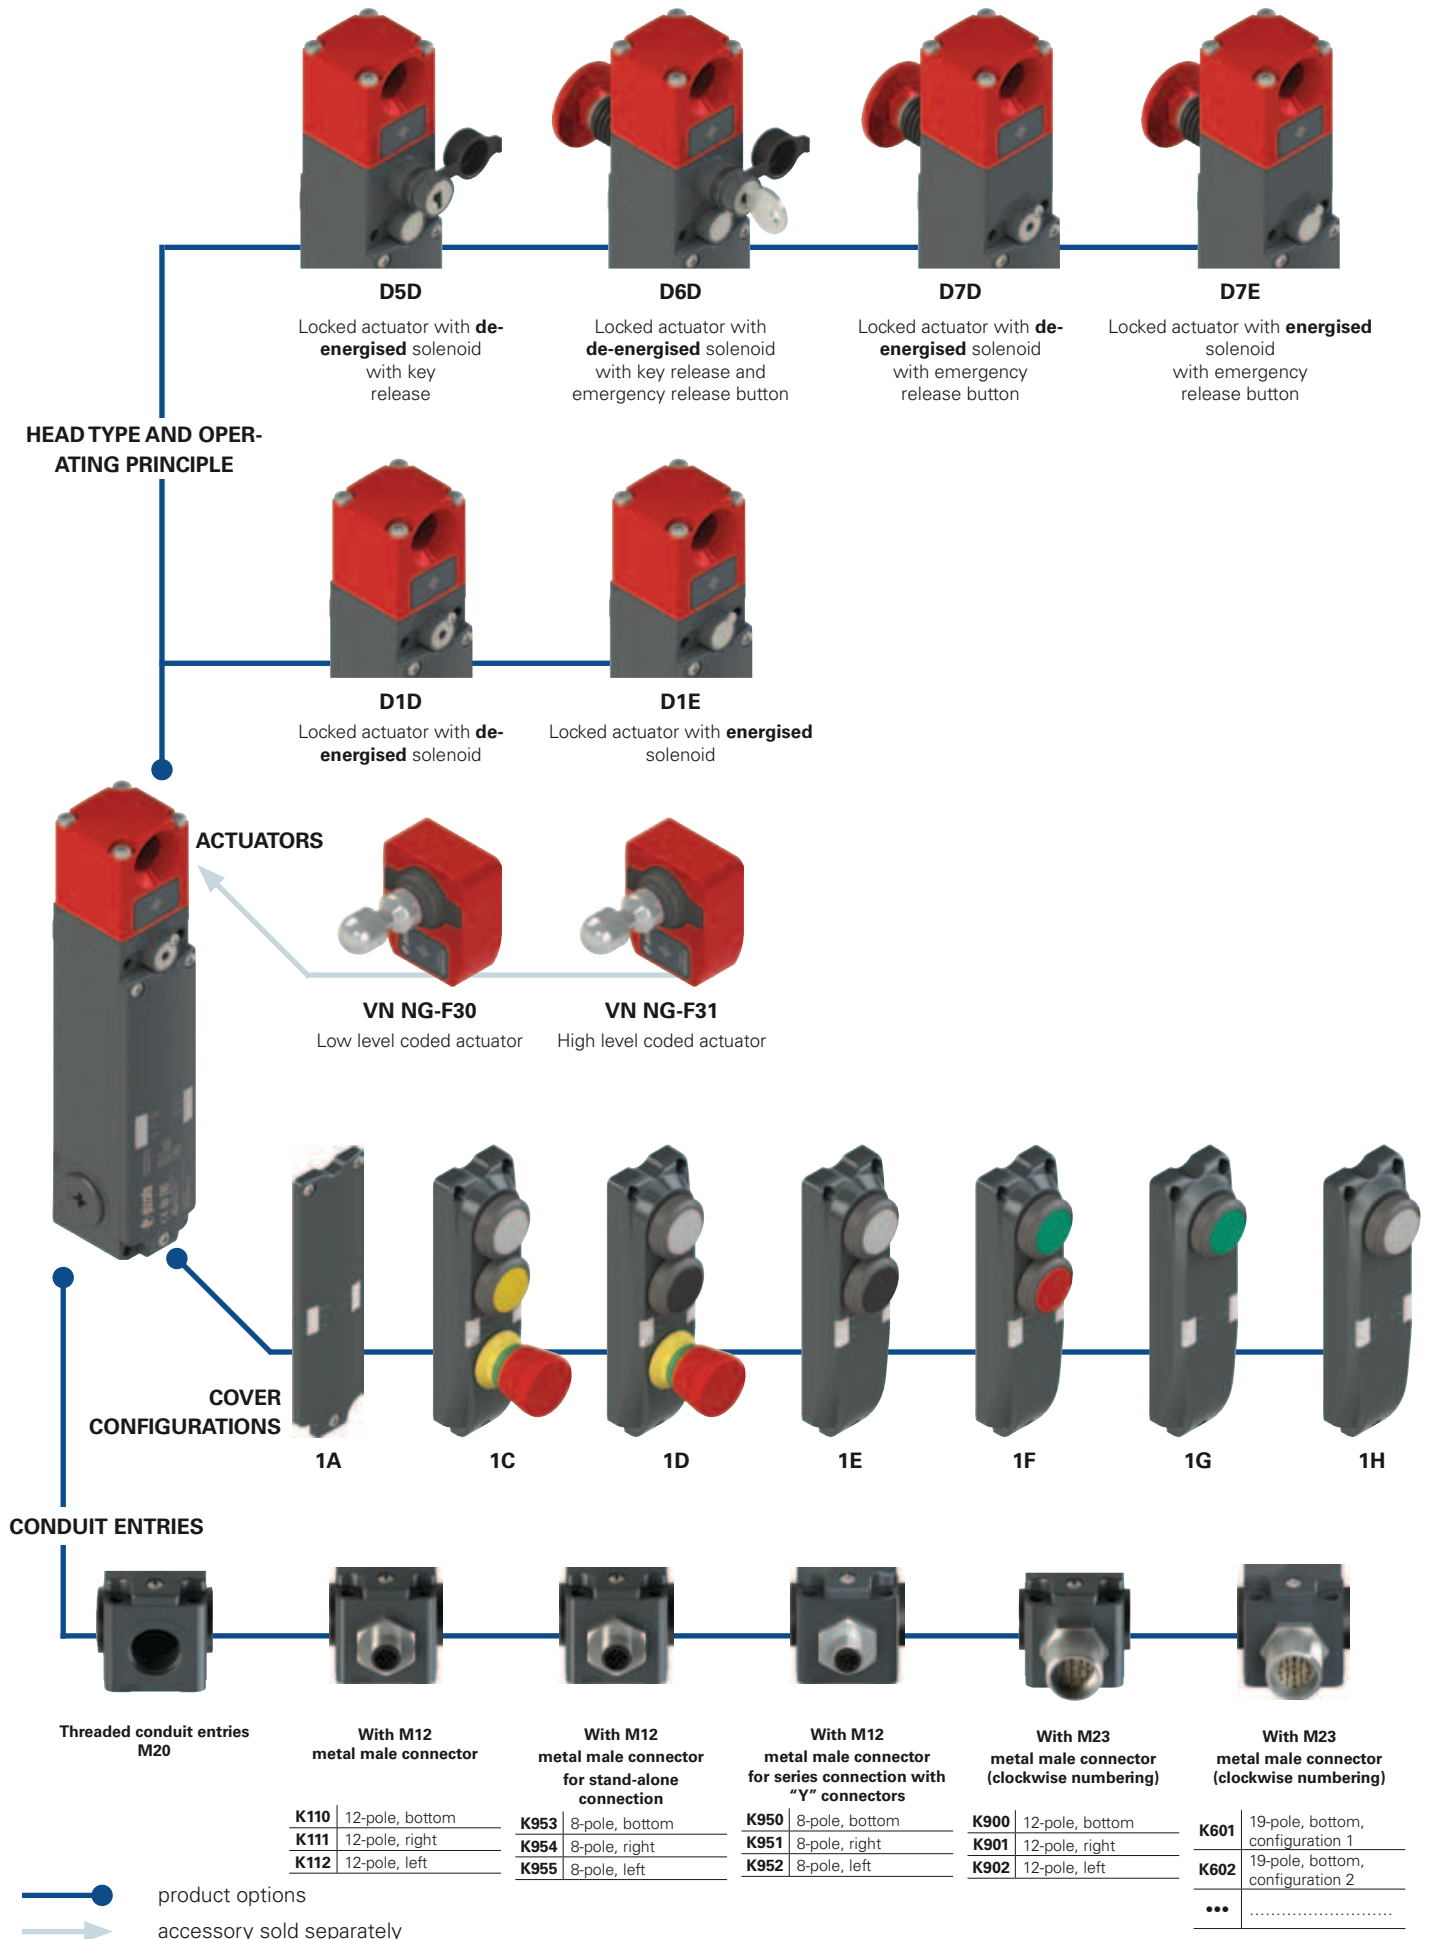 D5D
Locked actuator with de-
energised solenoid
with key
release
D6D
Locked actuator with
de-energised solenoid
with key release and
emergency release button
D7D
Locked actuator with de-
energised solenoid
with emergency
release button
D7E
Locked actuator with energised
solenoid
with emergency
release button
HEAD TYPE AND OPER-
ATING PRINCIPLE
D1D
Locked actuator with de-
energised solenoid
D1E
Locked actuator with energised
solenoid
ACTUATORS
VN NG-F30
Low level coded actuator
VN NG-F31
High level coded actuator
COVER
CONFIGURATIONS
1A
1C
1D
1E
1F
1G
1H
CONDUIT ENTRIES
Threaded conduit entries
M20
With M12
metal male connector
K110 12-pole, bottom
K111 12-pole, right
K112 12-pole, left
With M12
metal male connector
for stand-alone
connection
K953 8-pole, bottom
K954 8-pole, right
K955 8-pole, left
With M12
metal male connector
for series connection with
“Y” connectors
K950 8-pole, bottom
K951 8-pole, right
K952 8-pole, left
With M23
metal male connector
(clockwise numbering)
K900 12-pole, bottom
K901 12-pole, right
K902 12-pole, left
With M23
metal male connector
(clockwise numbering)
K601 19-pole, bottom,
configuration 1
K602 19-pole, bottom,
configuration 2
••• ...........................
product options
accessory sold separately